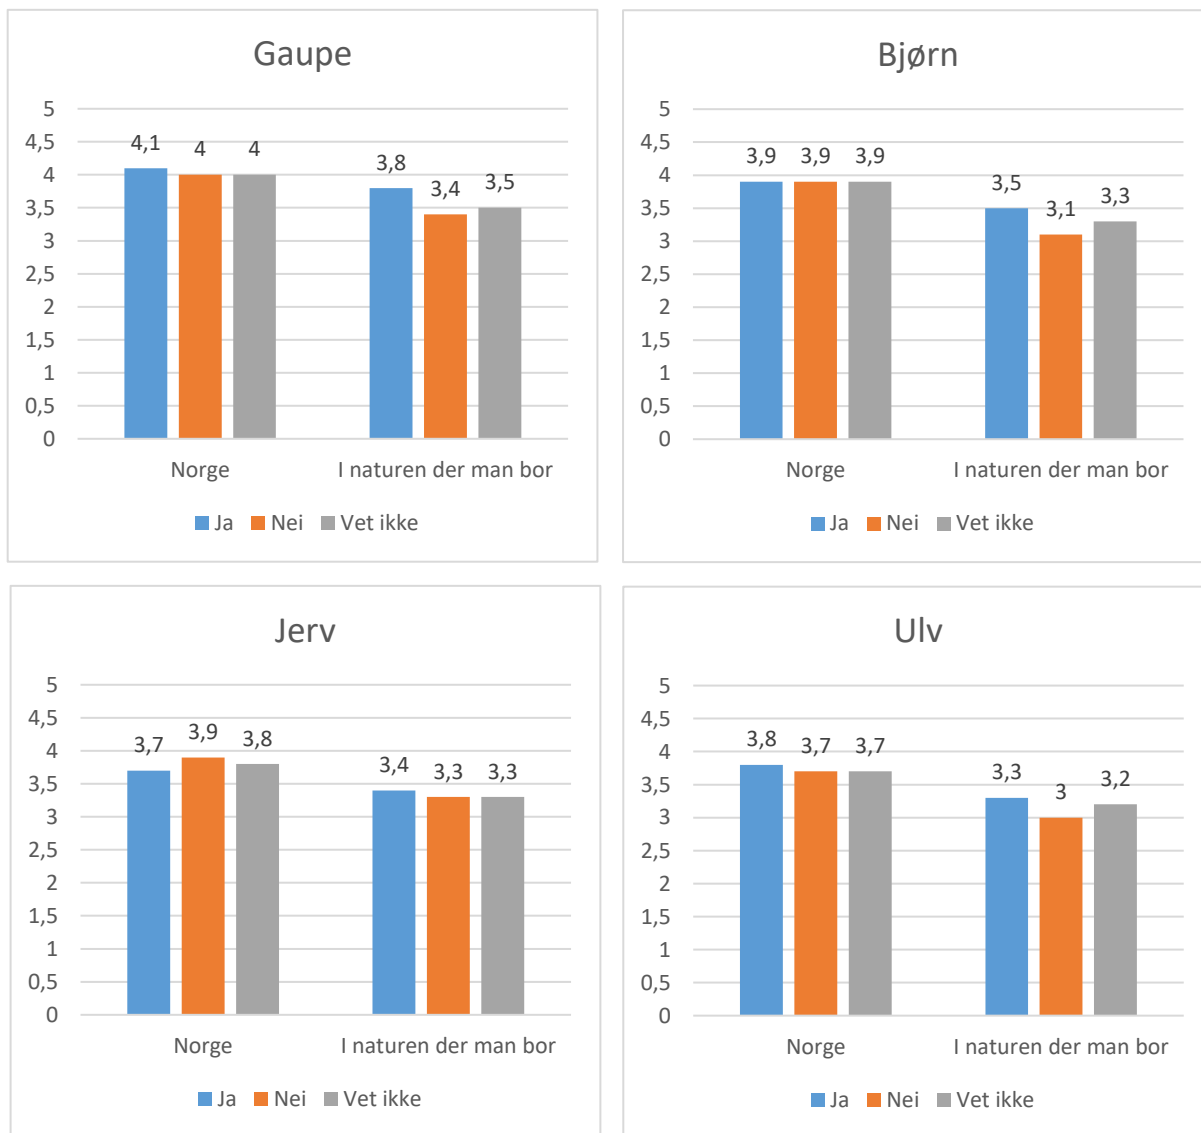 Gaupe
5
4,5
4
3,5
3
2,5
2
1,5
1
0,5
0
4,1 4 4 3,8 3,4 3,5
Norge I naturen der man bor
Ja Nei Vet ikke
Bjørn
5
4,5
4
3,5
3
2,5
2
1,5
1
0,5
0
3,9 3,9 3,9 3,5 3,1 3,3
Norge I naturen der man bor
Ja Nei Vet ikke
Jerv
5
4,5
4
3,5
3
2,5
2
1,5
1
0,5
0
3,7 3,9 3,8 3,4 3,3 3,3
Norge I naturen der man bor
Ja Nei Vet ikke
Ulv
5
4,5
4
3,5
3
2,5
2
1,5
1
0,5
0
3,8 3,7 3,7 3,3 3 3,2
Norge I naturen der man bor
Ja Nei Vet ikke